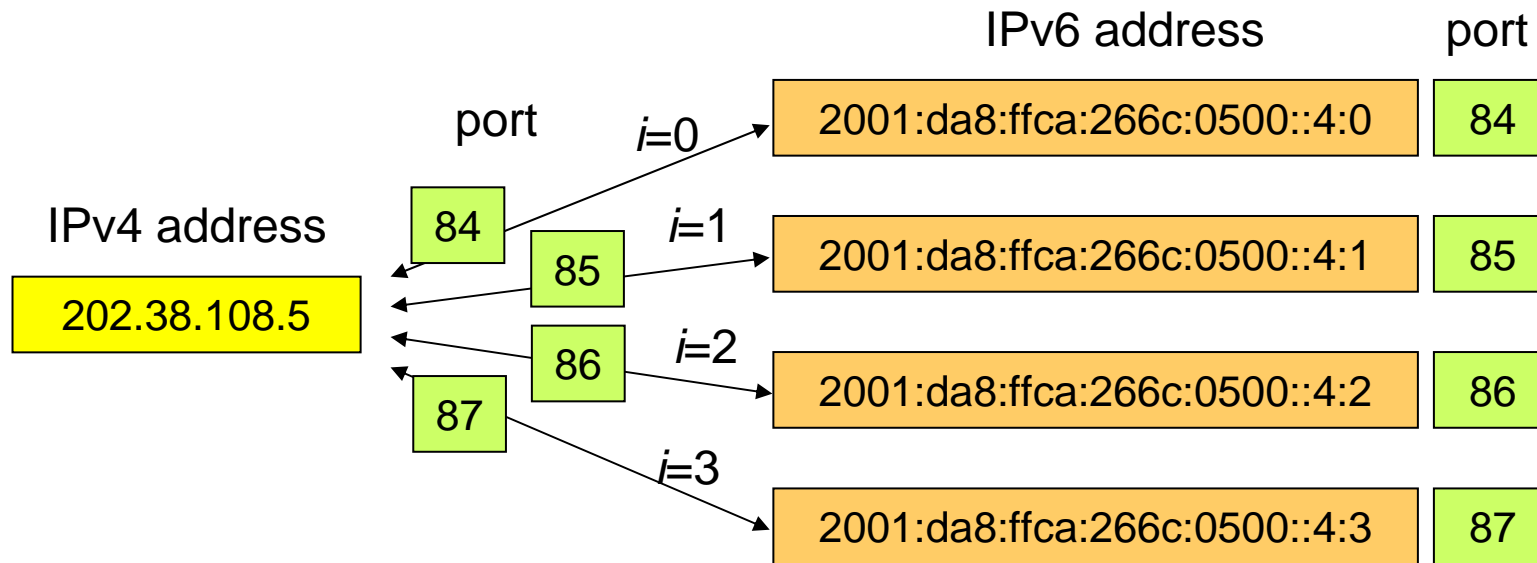 IPv6 address port
2001:da8:ffca:266c:0500::4:0 84
port
i=0
84
IPv4 address
i=1
2001:da8:ffca:266c:0500::4:1 85
85
202.38.108.5
i=2
86
2001:da8:ffca:266c:0500::4:2 86
87
i=3
2001:da8:ffca:266c:0500::4:3 87